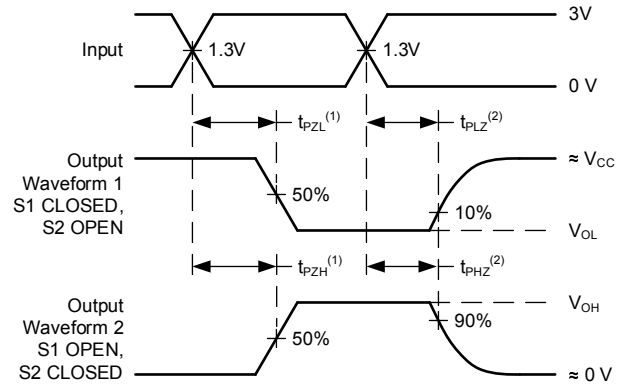 3V
Input
1.3V
1.3V
0 V
tPZL(1)
tPLZ(2)
Output
Waveform 1
S1 CLOSED,
S2 OPEN
≈ VCC
50%
10%
VOL
tPZH(1)
tPHZ(2)
Output
Waveform 2
S1 OPEN,
S2 CLOSED
VOH
90%
50%
≈ 0 V